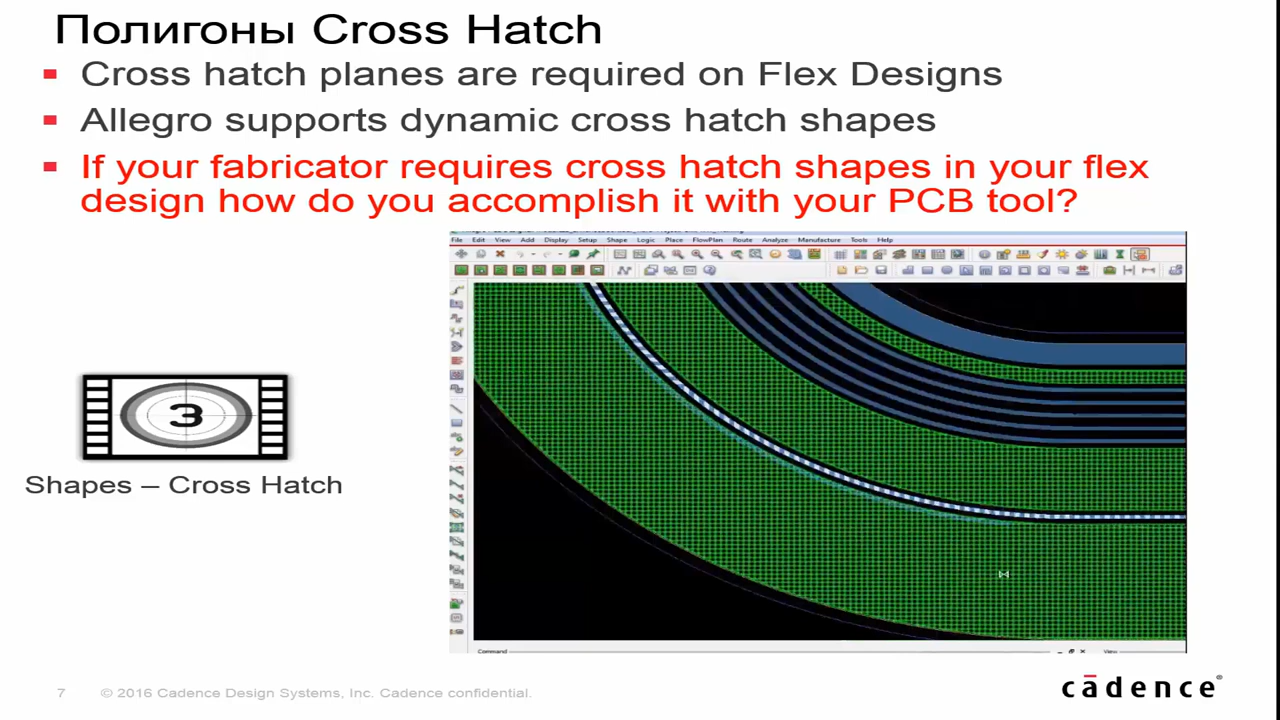 Полигоны Cross Hatch
Cross hatch planes are required on Flex Designs
Allegro supports dynamic cross hatch shapes
If your fabricator requires cross hatch shapes in your flex
design how do you accomplish it with your PCB tool?
File Edit View Add Display Setup Shape Logic Place FlowPlan Route Analyze Manufacture Tools Help
3
Shapes – Cross Hatch
Command
View
7 © 2016 Cadence Design Systems, Inc. Cadence confidential.
cādence®